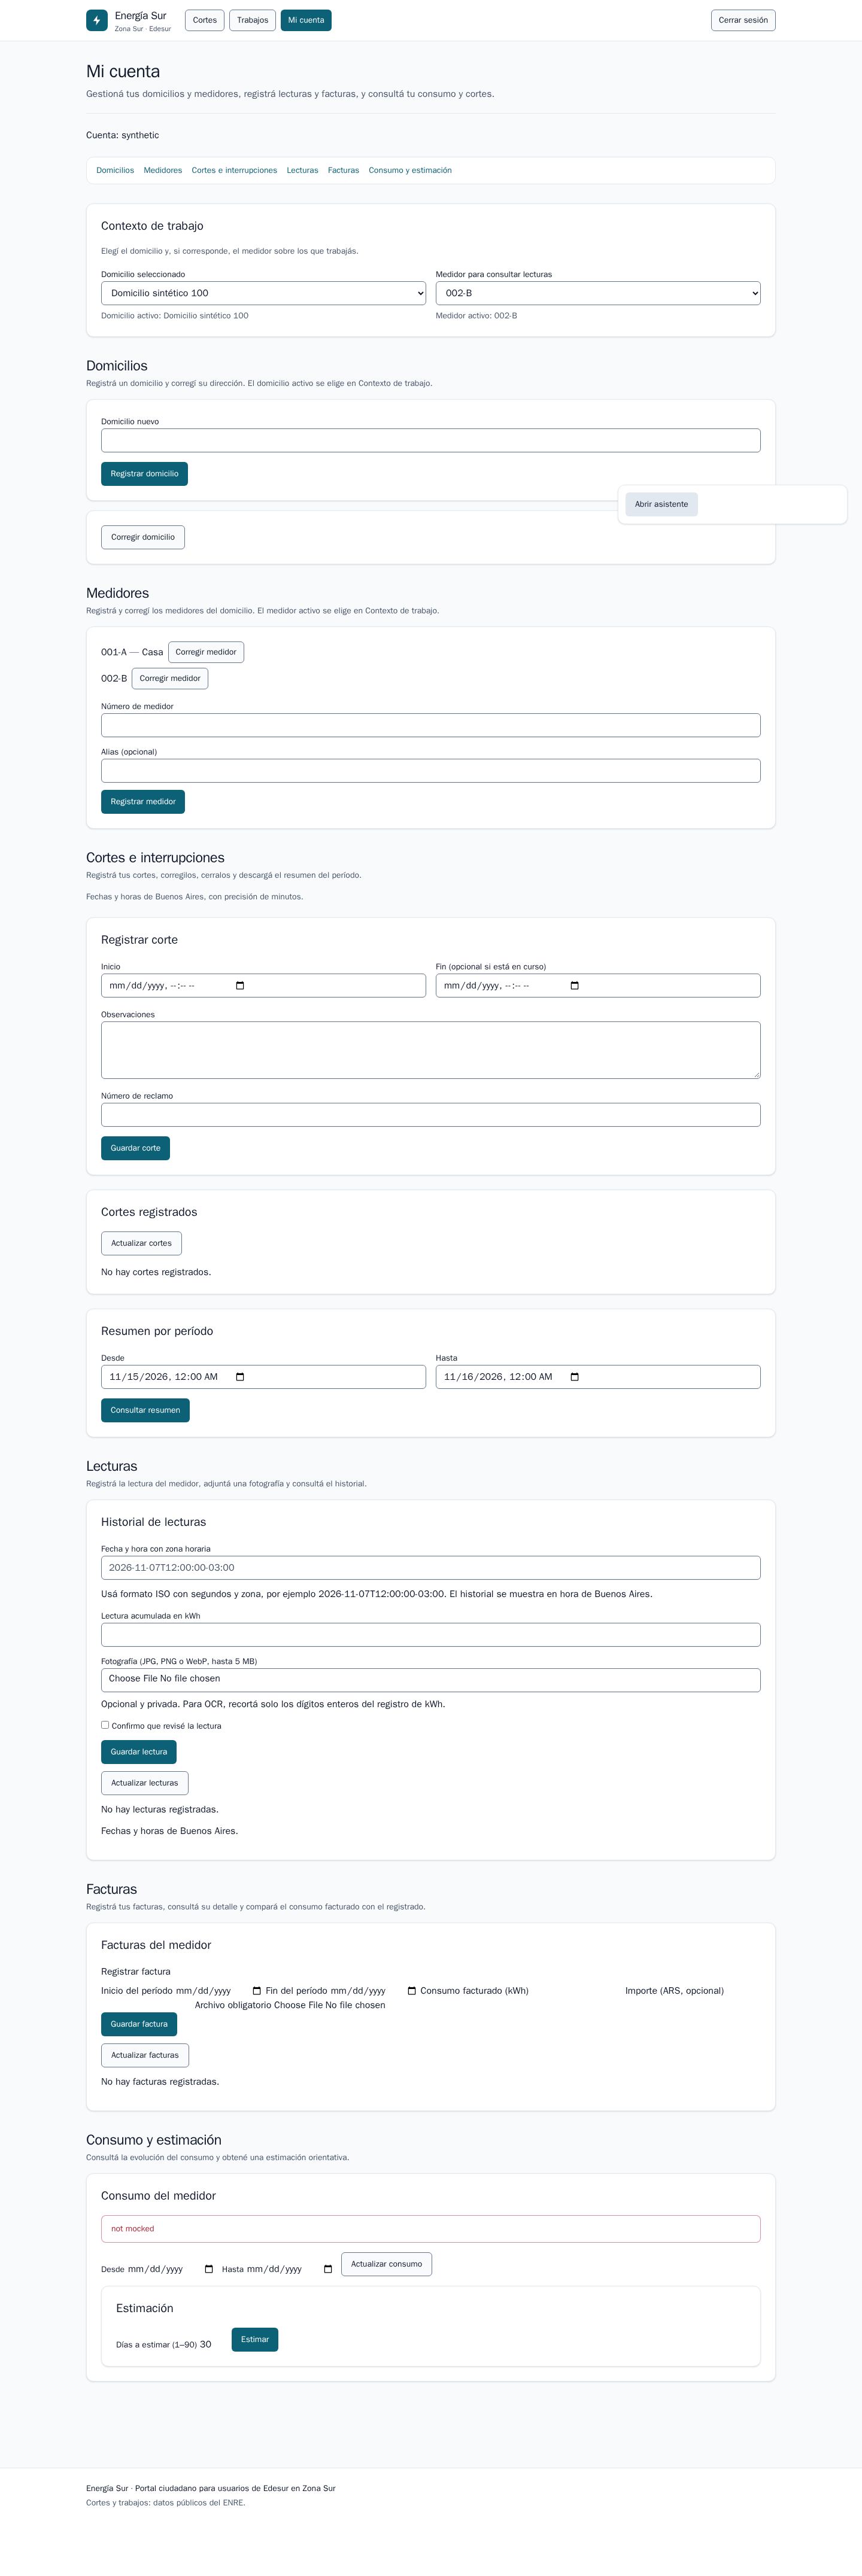 Energía Sur
Zona Sur · Edesur
Cortes
Trabajos
Mi cuenta
Cerrar sesión
Mi cuenta
Gestioná tus domicilios y medidores, registrá lecturas y facturas, y consultá tu consumo y cortes.
Cuenta: synthetic
Domicilios Medidores Cortes e interrupciones Lecturas Facturas Consumo y estimación
Contexto de trabajo
Elegí el domicilio y, si corresponde, el medidor sobre los que trabajás.
Domicilio seleccionado
Domicilio sintético 100
Domicilio activo: Domicilio sintético 100
Medidor para consultar lecturas
002-B
Medidor activo: 002-B
Domicilios
Registrá un domicilio y corregí su dirección. El domicilio activo se elige en Contexto de trabajo.
Domicilio nuevo
Registrar domicilio
Abrir asistente
Corregir domicilio
Medidores
Registrá y corregí los medidores del domicilio. El medidor activo se elige en Contexto de trabajo.
001-A — Casa Corregir medidor
002-B Corregir medidor
Número de medidor
Alias (opcional)
Registrar medidor
Cortes e interrupciones
Registrá tus cortes, corregilos, cerralos y descargá el resumen del período.
Fechas y horas de Buenos Aires, con precisión de minutos.
Registrar corte
Inicio
mm/dd/yyyy, --:-- --
Fin (opcional si está en curso)
mm/dd/yyyy, --:-- --
Observaciones
Número de reclamo
Guardar corte
Cortes registrados
Actualizar cortes
No hay cortes registrados.
Resumen por período
Desde
11/15/2026, 12:00 AM
Hasta
11/16/2026, 12:00 AM
Consultar resumen
Lecturas
Registrá la lectura del medidor, adjuntá una fotografía y consultá el historial.
Historial de lecturas
Fecha y hora con zona horaria
2026-11-07T12:00:00-03:00
Usá formato ISO con segundos y zona, por ejemplo 2026-11-07T12:00:00-03:00. El historial se muestra en hora de Buenos Aires.
Lectura acumulada en kWh
Fotografía (JPG, PNG o WebP, hasta 5 MB)
Choose File No file chosen
Opcional y privada. Para OCR, recortá solo los dígitos enteros del registro de kWh.
Confirmo que revisé la lectura
Guardar lectura
Actualizar lecturas
No hay lecturas registradas.
Fechas y horas de Buenos Aires.
Facturas
Registrá tus facturas, consultá su detalle y compará el consumo facturado con el registrado.
Facturas del medidor
Registrar factura
Inicio del período mm/dd/yyyy Fin del período mm/dd/yyyy Consumo facturado (kWh) Importe (ARS, opcional)
Archivo obligatorio Choose File No file chosen
Guardar factura
Actualizar facturas
No hay facturas registradas.
Consumo y estimación
Consultá la evolución del consumo y obtené una estimación orientativa.
Consumo del medidor
not mocked
Desde mm/dd/yyyy Hasta mm/dd/yyyy Actualizar consumo
Estimación
Días a estimar (1–90) 30 Estimar
Energía Sur · Portal ciudadano para usuarios de Edesur en Zona Sur
Cortes y trabajos: datos públicos del ENRE.